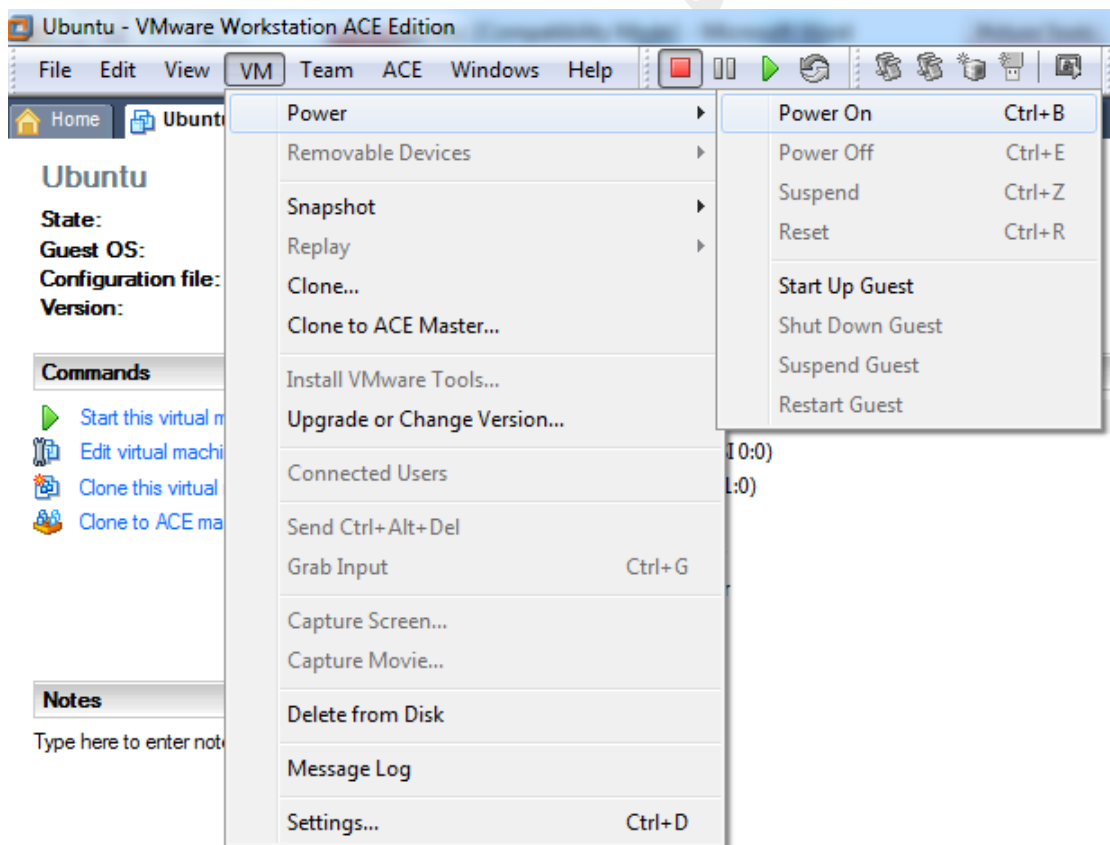 Ubuntu - VMware Workstation ACE Edition
File Edit View VM Team ACE Windows Help
Home Ubunt
Power
Removable Devices
Snapshot
Replay
Clone...
Clone to ACE Master...
Install VMware Tools...
Upgrade or Change Version...
Connected Users
Send Ctrl+Alt+Del
Grab Input Ctrl+G
Capture Screen...
Capture Movie...
Delete from Disk
Message Log
Settings... Ctrl+D
Power On Ctrl+B
Power Off Ctrl+E
Suspend Ctrl+Z
Reset Ctrl+R
Start Up Guest
Shut Down Guest
Suspend Guest
Restart Guest
Ubuntu
State:
Guest OS:
Configuration file:
Version:
Commands
Start this virtual m
Edit virtual machi
Clone this virtual
Clone to ACE ma
I 0:0)
1:0)
Notes
Type here to enter not